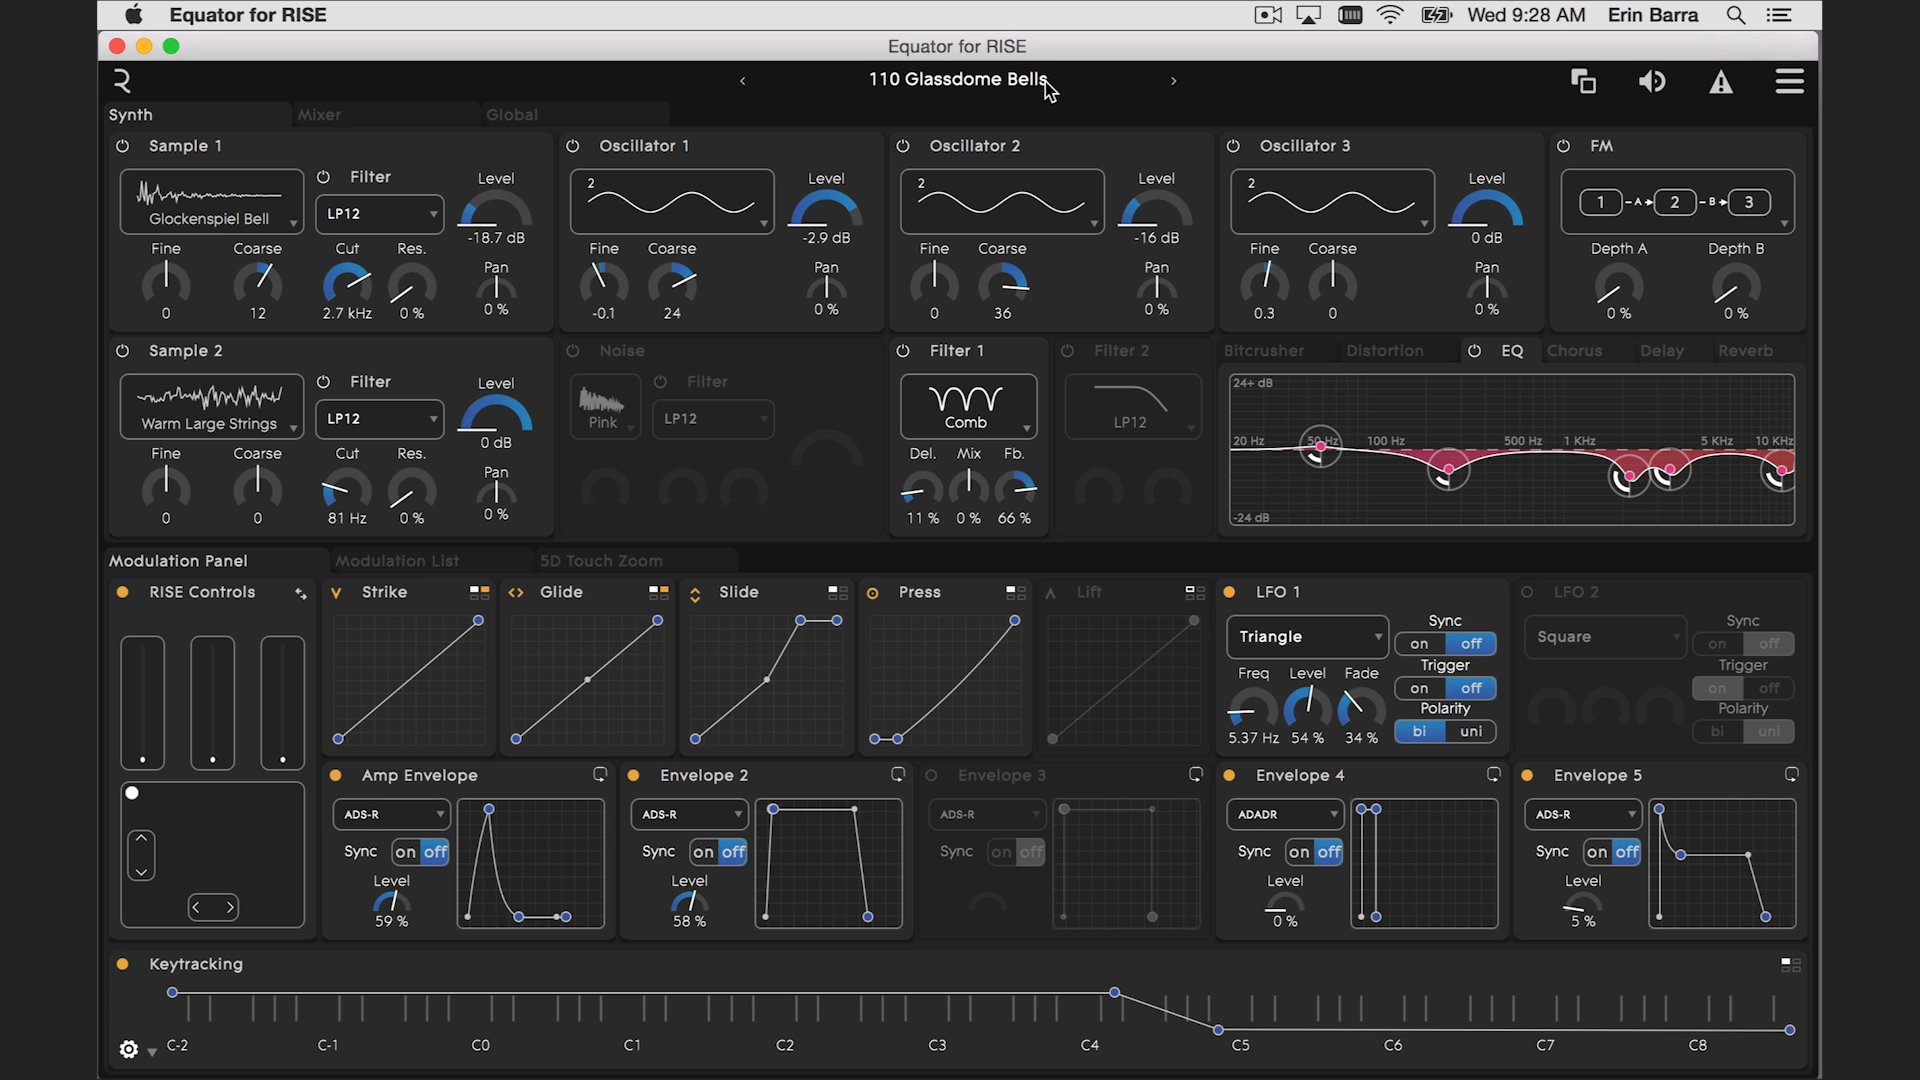 Equator for RISE
Wed 9:28 AM Erin Barra
Equator for RISE
110 Glassdome Bells
Synth Mixer Global
Sample 1
Glockenspiel Bell
Filter
LP12
Level
-18.7 dB
Fine Coarse Cut Res. Pan
0 12 2.7 kHz 0 % 0 %
Oscillator 1
2
Level
-2.9 dB
Fine Coarse Pan
-0.1 24 0 %
Oscillator 2
2
Level
-16 dB
Fine Coarse Pan
0 36 0 %
Oscillator 3
2
Level
0 dB
Fine Coarse Pan
0.3 0 0 %
FM
1 -A 2 -B 3
Depth A Depth B
0 % 0 %
Sample 2
Warm Large Strings
Filter
LP12
Level
0 dB
Fine Coarse Cut Res. Pan
0 0 81 Hz 0 % 0 %
Noise
Pink
Filter
LP12
Filter 1
Comb
Del. Mix Fb.
11 % 0 % 66 %
Filter 2
LP12
Bitcrusher Distortion EQ Chorus Delay Reverb
24+ dB
20 Hz 50 Hz 100 Hz 500 Hz 1 KHz 5 KHz 10 KHz
-24 dB
Modulation Panel Modulation List 5D Touch Zoom
RISE Controls
Strike
Glide
Slide
Press
Lift
LFO 1
Triangle
Sync
on off
Trigger
on off
Polarity
bi uni
Freq Level Fade
5.37 Hz 54 % 34 %
LFO 2
Square
Sync
on off
Trigger
on off
Polarity
bi uni
Amp Envelope
ADS-R
Sync on off
Level
59 %
Envelope 2
ADS-R
Sync on off
Level
58 %
Envelope 3
ADS-R
Sync on off
Envelope 4
ADADR
Sync on off
Level
0 %
Envelope 5
ADS-R
Sync on off
Level
5 %
Keytracking
C-2 C-1 C0 C1 C2 C3 C4 C5 C6 C7 C8